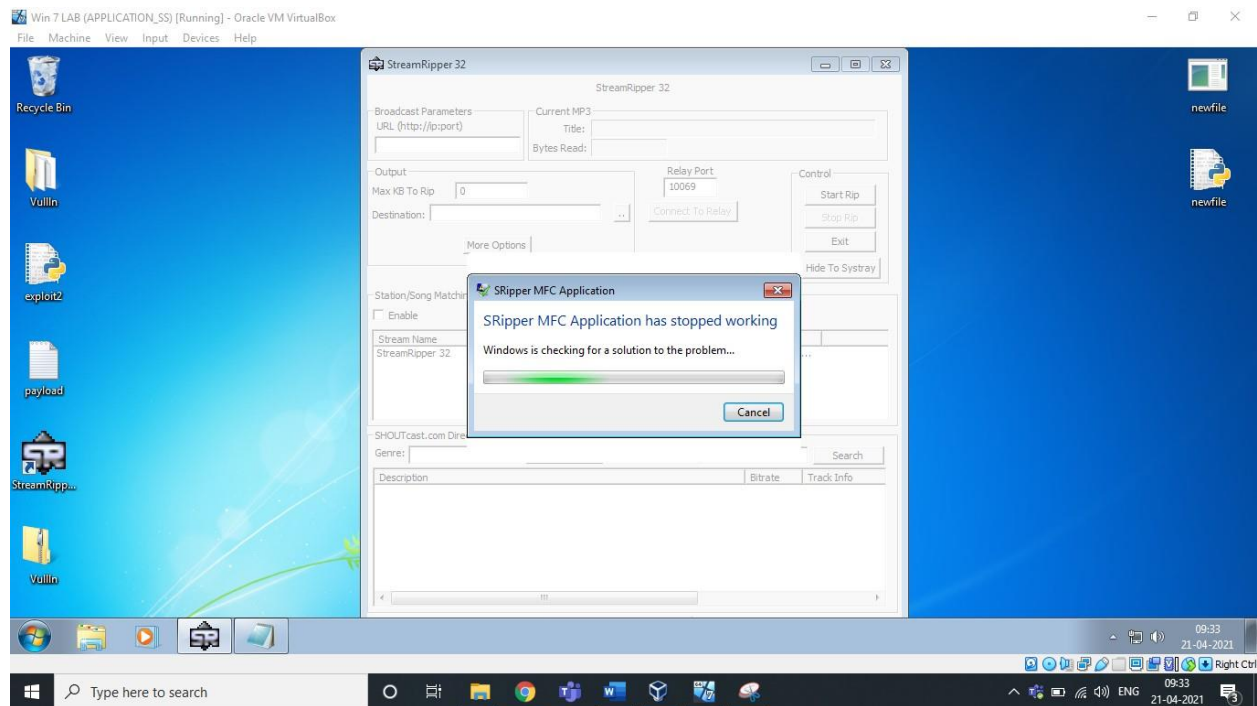 Win 7 LAB (APPLICATION_SS) [Running] - Oracle VM VirtualBox
File Machine View Input Devices Help
Recycle Bin
Vullln
exploit2
payload
StreamRipp...
Vullln
newfile
newfile
StreamRipper 32
StreamRipper 32
Broadcast Parameters
URL (http://ip:port)
Current MP3
Title:
Bytes Read:
Output
Max KB To Rip 0
Destination: ..
More Options
Relay Port
10069
Connect To Relay
Control
Start Rip
Stop Rip
Exit
Hide To Systray
Station/Song Matchin
Enable
Stream Name
StreamRipper 32
...
SRipper MFC Application
SRipper MFC Application has stopped working
Windows is checking for a solution to the problem...
Cancel
SHOUTcast.com Dire
Genre:
Search
Description Bitrate Track Info
09:33
21-04-2021
Right Ctrl
Type here to search
ENG
09:33
21-04-2021
3